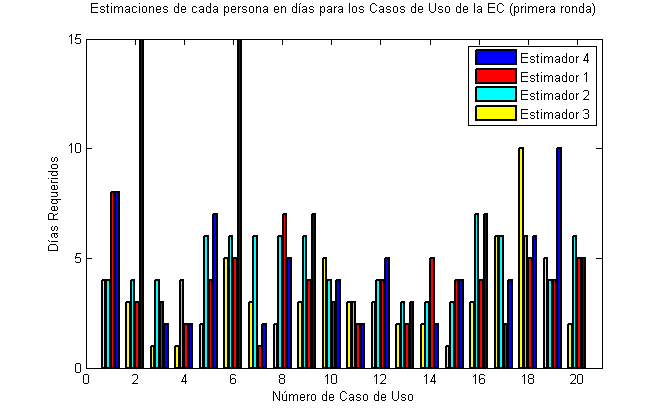 Estimaciones de cada persona en días para los Casos de Uso de la EC (primera ronda)
15
10
5
0
Días Requeridos
Estimador 4
Estimador 1
Estimador 2
Estimador 3
0 2 4 6 8 10 12 14 16 18 20
Número de Caso de Uso